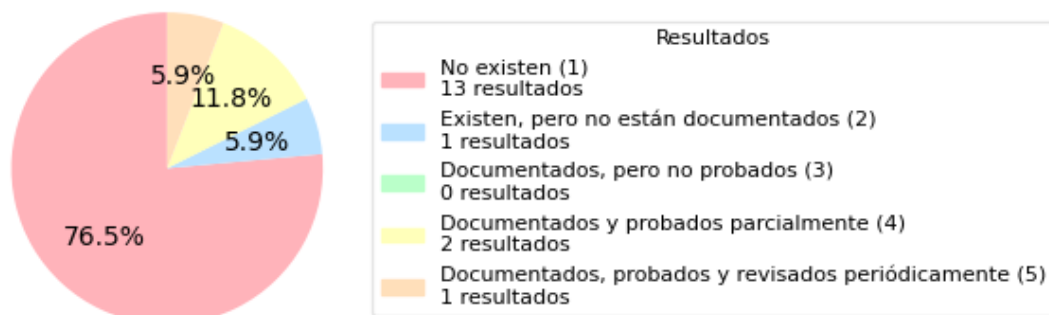 5.9%
11.8%
5.9%
76.5%
Resultados
No existen (1)
13 resultados
Existen, pero no están documentados (2)
1 resultados
Documentados, pero no probados (3)
0 resultados
Documentados y probados parcialmente (4)
2 resultados
Documentados, probados y revisados periódicamente (5)
1 resultados